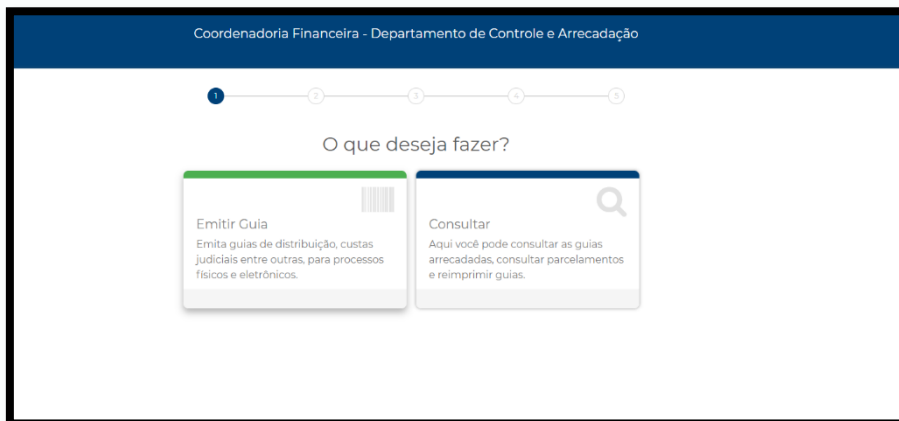 Coordenadoria Financeira - Departamento de Controle e Arrecadação
1 2 3 4 5
O que deseja fazer?
Emitir Guia
Emita guias de distribuição, custas
judiciais entre outras, para processos
físicos e eletrônicos.
Consultar
Aqui você pode consultar as guias
arrecadadas, consultar parcelamentos
e reimprimir guias.